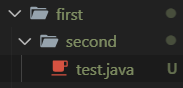 first
second
test.java U